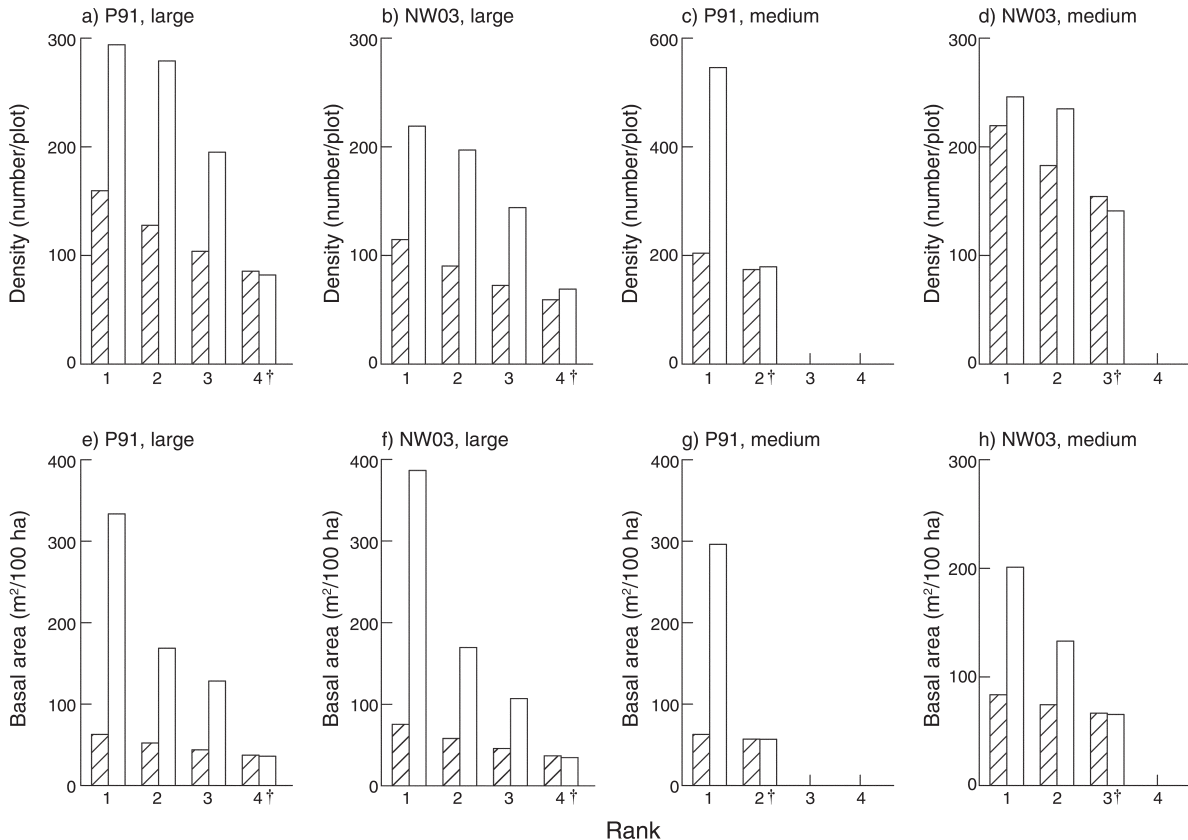 a) P91, large
b) NW03, large
c) P91, medium
d) NW03, medium
Density (number/plot)
300
200
100
0
1 2 3 4†
Density (number/plot)
300
200
100
0
1 2 3 4†
Density (number/plot)
600
400
200
0
1 2† 3 4
Density (number/plot)
300
200
100
0
1 2 3† 4
e) P91, large
f) NW03, large
g) P91, medium
h) NW03, medium
Basal area (m²/100 ha)
400
300
200
100
0
1 2 3 4†
Basal area (m²/100 ha)
400
300
200
100
0
1 2 3 4†
Basal area (m²/100 ha)
400
300
200
100
0
1 2† 3 4
Basal area (m²/100 ha)
300
200
100
0
1 2 3† 4
Rank